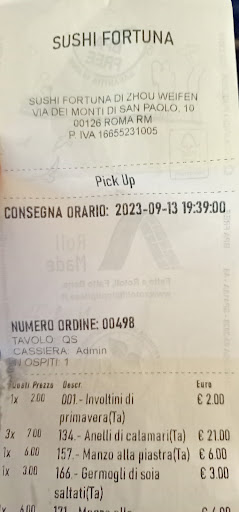 SUSHI FORTUNA
SUSHI FORTUNA DI ZHOU WEIFEN
VIA DEI MONTI DI SAN PAOLO, 10
00126 ROMA RM
P. IVA 16655231005
Pick Up
CONSEGNA ORARIO: 2023-09-13 19:39:00
NUMERO ORDINE: 00498
TAVOLO QS
CASSIERA: Admin
N OSPITI: 1
Quati Prezzo Descr. Euro
1x 2.00 001.- Involtini di € 2.00
primavera(Ta)
3x 7.00 134.- Anelli di calamari(Ta) € 21.00
1x 6.00 157.- Manzo alla piastra(Ta) € 6.00
1x 3.00 166.- Germogli di soia € 3.00
saltati(Ta)